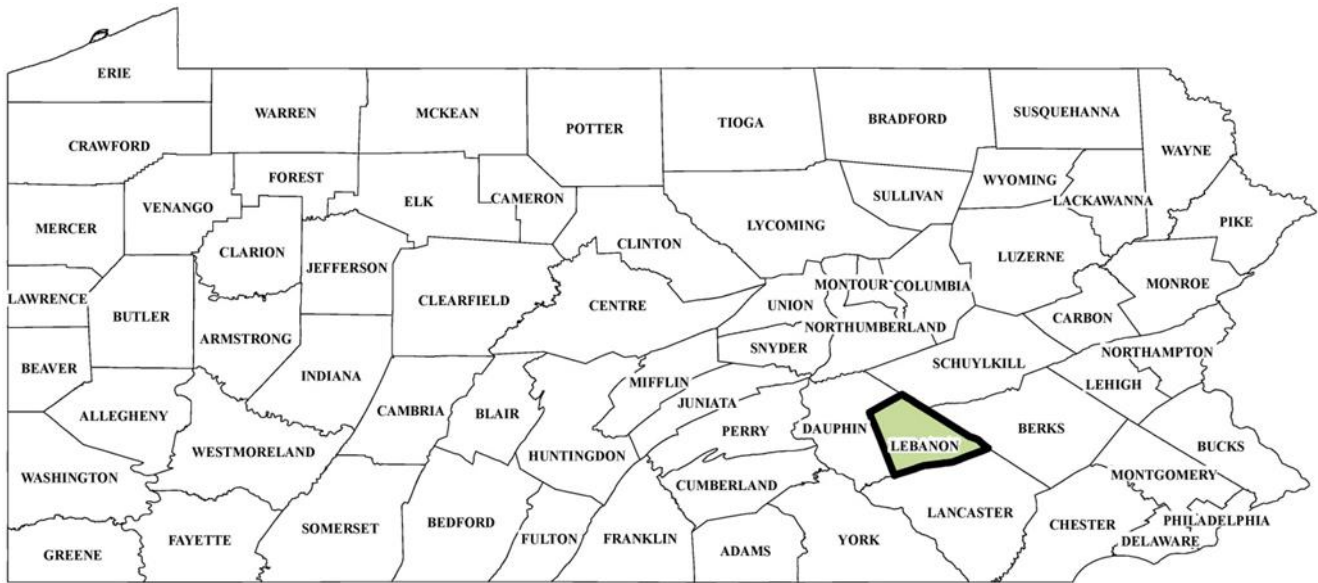 ERIE
WARREN
MCKEAN
POTTER
TIOGA
BRADFORD
SUSQUEHANNA
CRAWFORD
WAYNE
FOREST
WYOMING
VENANGO
ELK
CAMERON
SULLIVAN
LACKAWANNA
MERCER
LYCOMING
PIKE
CLARION
CLINTON
JEFFERSON
LUZERNE
LAWRENCE
CLEARFIELD
CENTRE
UNION
MONTOUR
COLUMBIA
MONROE
BUTLER
ARMSTRONG
NORTHUMBERLAND
CARBON
SNYDER
NORTHAMPTON
BEAVER
INDIANA
SCHUYLKILL
MIFFLIN
LEHIGH
ALLEGHENY
CAMBRIA
BLAIR
JUNIATA
PERRY
DAUPHIN
BERKS
LEBANON
BUCKS
WESTMORELAND
HUNTINGDON
WASHINGTON
MONTGOMERY
CUMBERLAND
LANCASTER
SOMERSET
BEDFORD
CHESTER
PHILADELPHIA
GREENE
FAYETTE
FULTON
FRANKLIN
ADAMS
YORK
DELAWARE